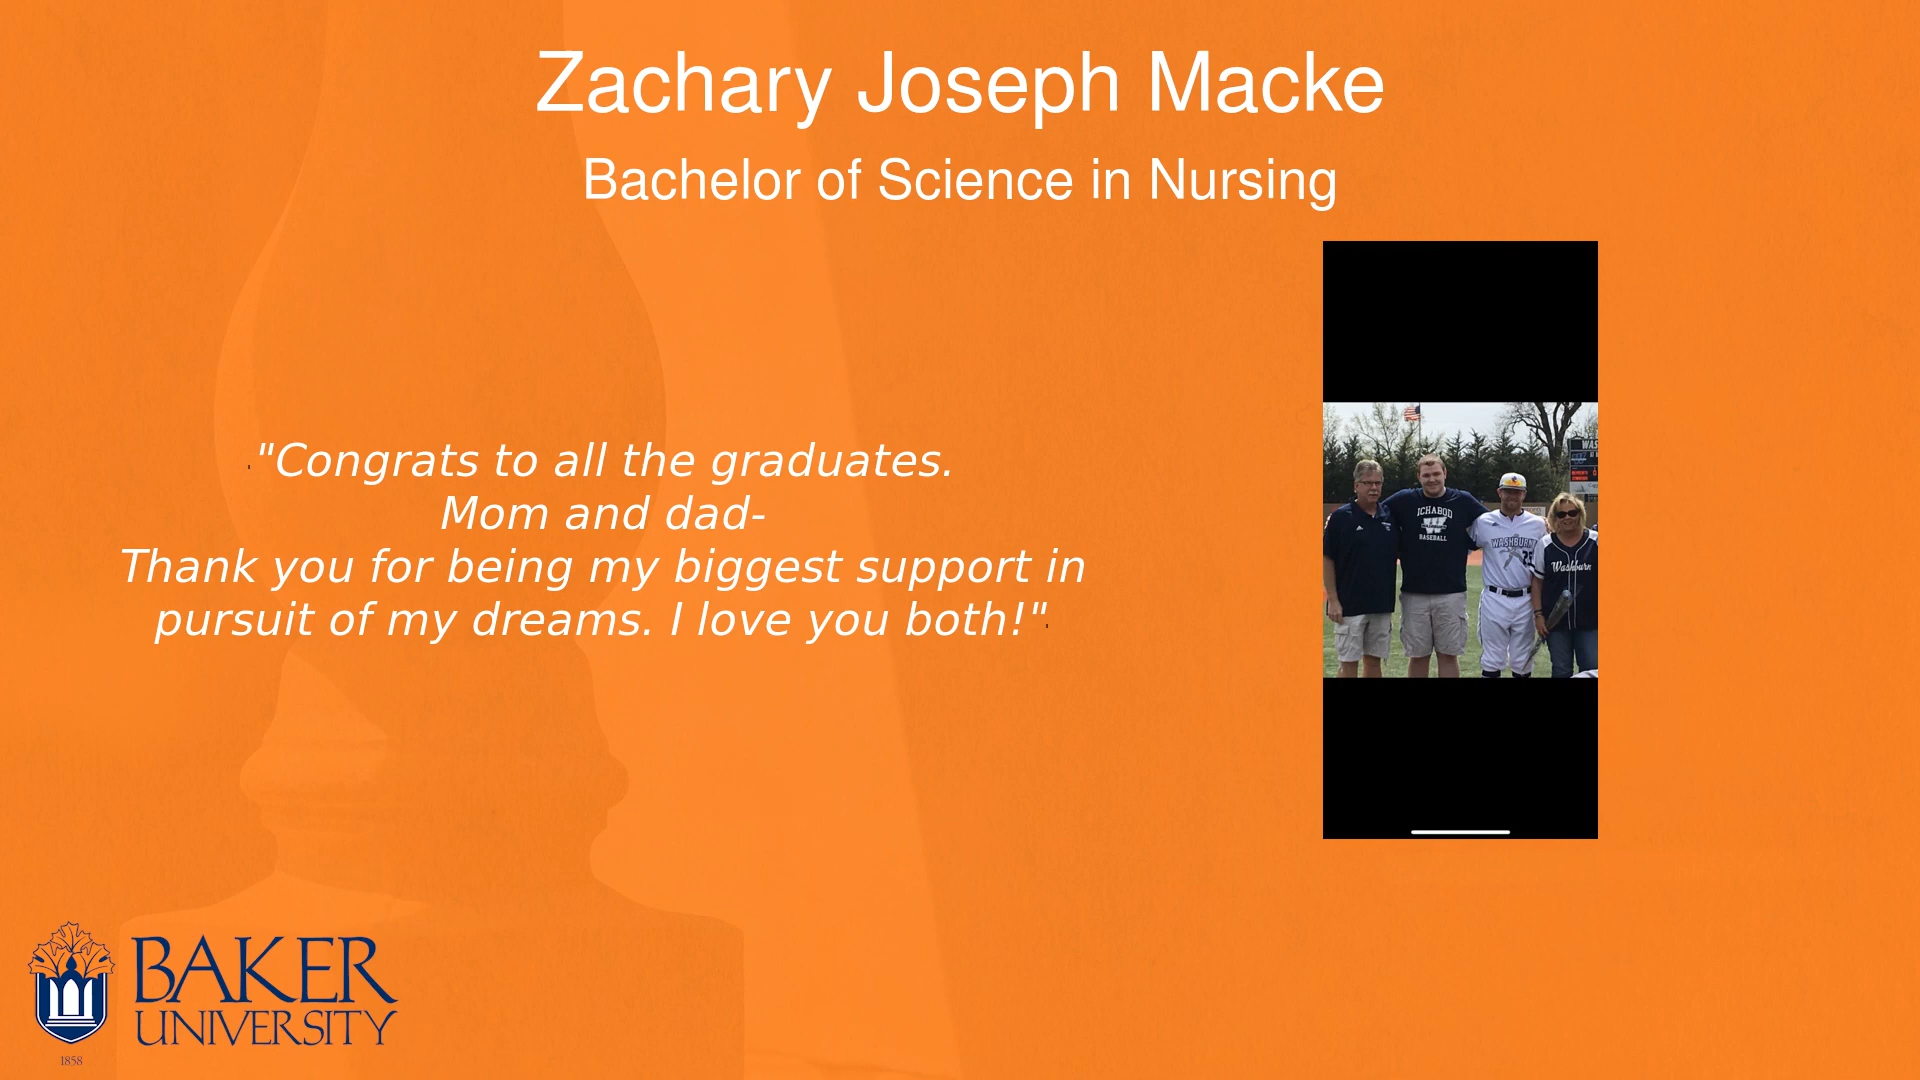 Zachary Joseph Macke
Bachelor of Science in Nursing
"Congrats to all the graduates.
Mom and dad-
Thank you for being my biggest support in
pursuit of my dreams. I love you both!"
ICHABOD
W
BASEBALL
WASHBURN
25
Washburn
WAS
BAKER
UNIVERSITY
1858